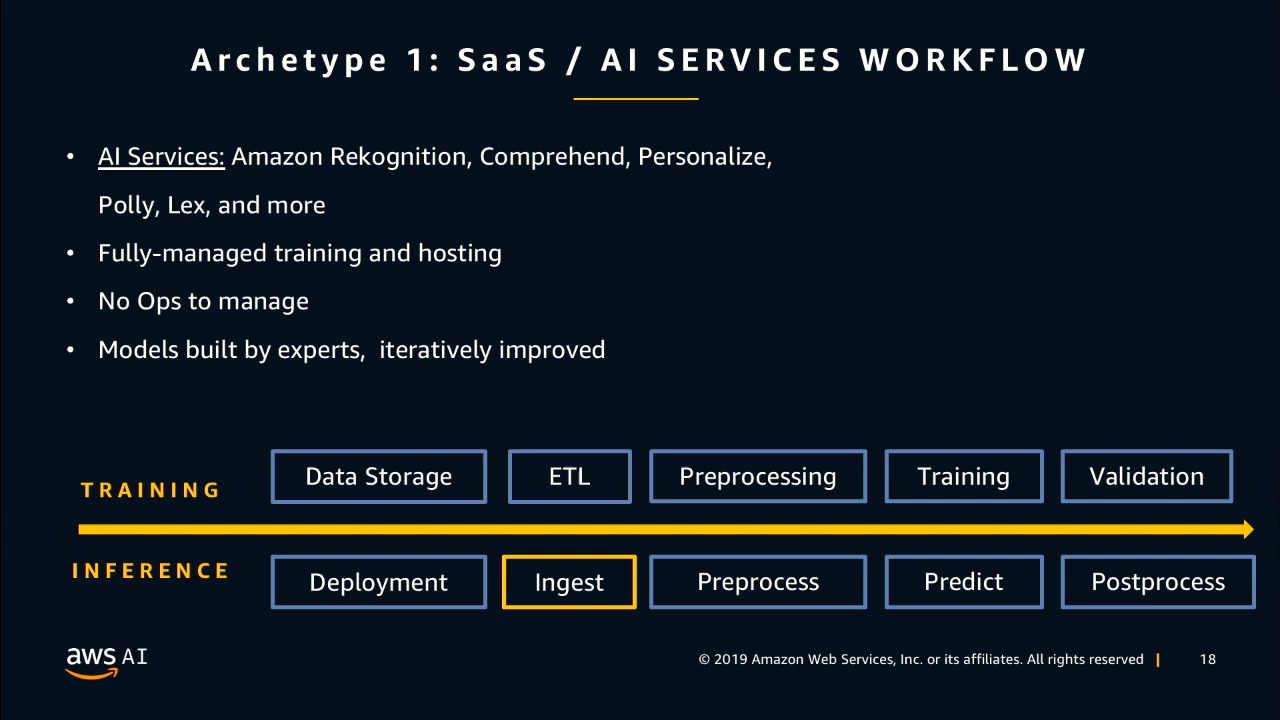 Archetype 1: SaaS / AI SERVICES WORKFLOW
• AI Services: Amazon Rekognition, Comprehend, Personalize,
Polly, Lex, and more
• Fully-managed training and hosting
• No Ops to manage
• Models built by experts,  iteratively improved
TRAINING
Data Storage
ETL
Preprocessing
Training
Validation
INFERENCE
Deployment
Ingest
Preprocess
Predict
Postprocess
aws AI
© 2019 Amazon Web Services, Inc. or its affiliates. All rights reserved | 18